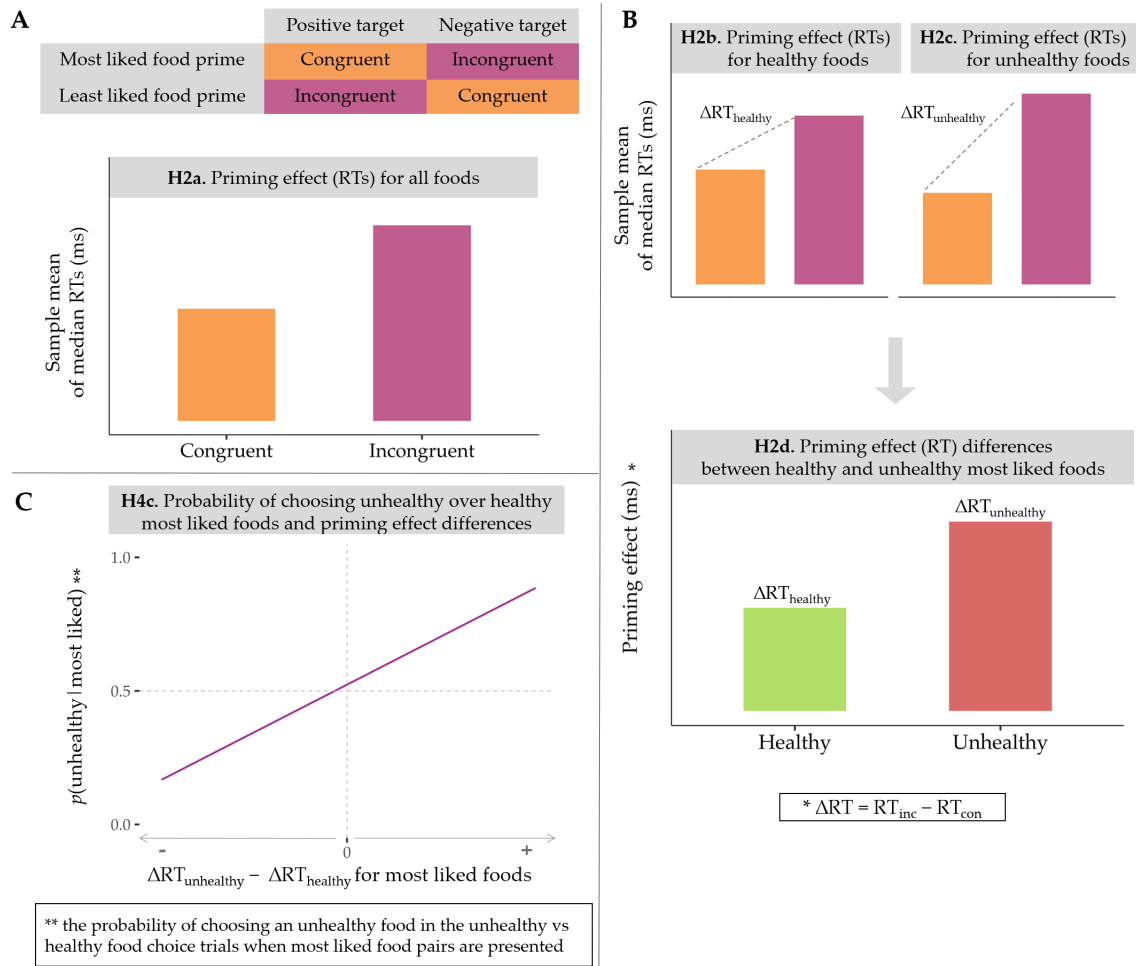 A
Positive target Negative target
Most liked food prime Congruent Incongruent
Least liked food prime Incongruent Congruent
H2a. Priming effect (RTs) for all foods
Sample mean
of median RTs (ms)
Congruent Incongruent
B
H2b. Priming effect (RTs)
for healthy foods
H2c. Priming effect (RTs)
for unhealthy foods
Sample mean
of median RTs (ms)
ΔRThealthy
ΔRTunhealthy
H2d. Priming effect (RT) differences
between healthy and unhealthy most liked foods
Priming effect (ms) *
ΔRThealthy
ΔRTunhealthy
Healthy Unhealthy
* ΔRT = RTinc − RTcon
C
H4c. Probability of choosing unhealthy over healthy
most liked foods and priming effect differences
p(unhealthy|most liked) **
1.0
0.5
0.0
- 0 +
ΔRTunhealthy − ΔRThealthy for most liked foods
** the probability of choosing an unhealthy food in the unhealthy vs
healthy food choice trials when most liked food pairs are presented